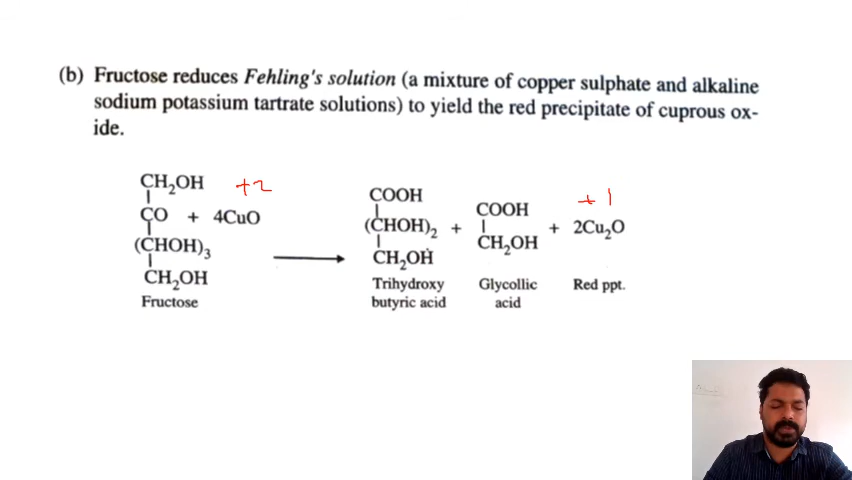 (b) Fructose reduces Fehling's solution (a mixture of copper sulphate and alkaline
sodium potassium tartrate solutions) to yield the red precipitate of cuprous ox-
ide.
CH₂OH +2
CO + 4CuO
(CHOH)₃
CH₂OH
Fructose
COOH
(CHOH)₂ +
CH₂OH
Trihydroxy
butyric acid
COOH
CH₂OH
Glycollic
acid
+1
+ 2Cu₂O
Red ppt.